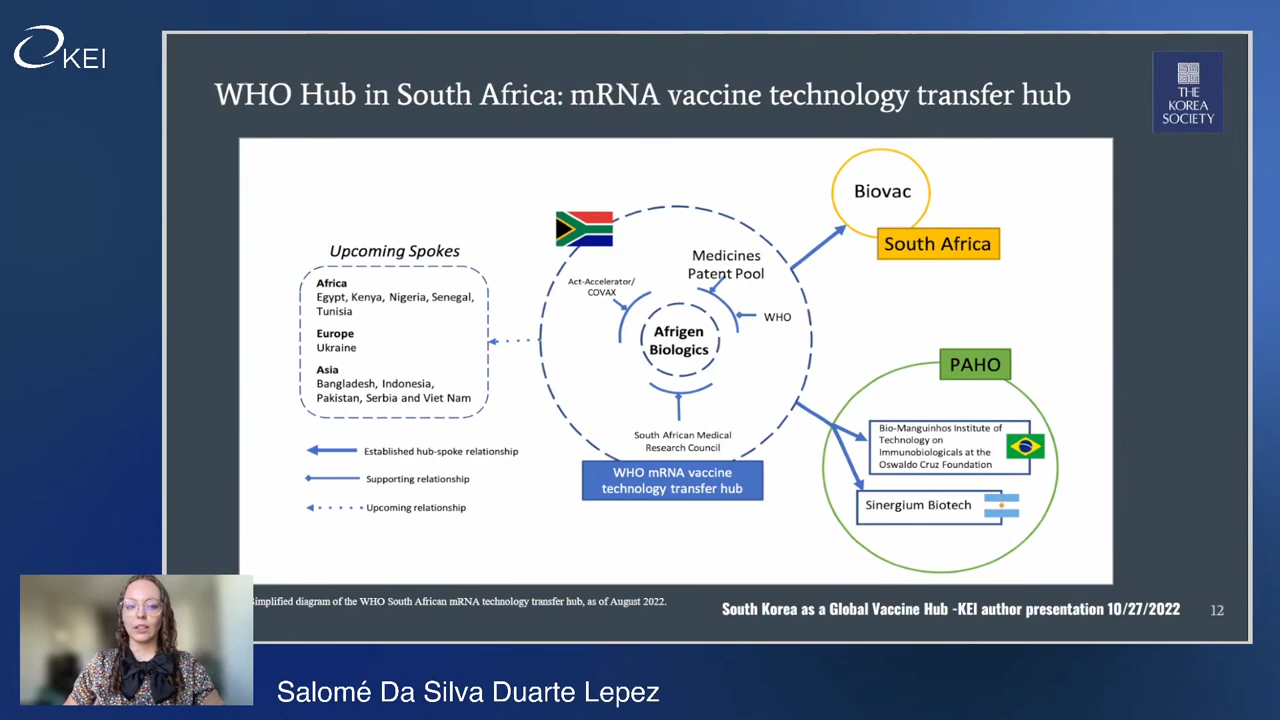 KEI
WHO Hub in South Africa: mRNA vaccine technology transfer hub
THE
KOREA
SOCIETY
Upcoming Spokes
Africa
Egypt, Kenya, Nigeria, Senegal,
Tunisia
Europe
Ukraine
Asia
Bangladesh, Indonesia,
Pakistan, Serbia and Viet Nam
Established hub-spoke relationship
Supporting relationship
Upcoming relationship
Act-Accelerator/
COVAX
Medicines
Patent Pool
WHO
Afrigen
Biologics
South African Medical
Research Council
WHO mRNA vaccine
technology transfer hub
Biovac
South Africa
PAHO
Bio-Manguinhos Institute of
Technology on
Immunobiologicals at the
Oswaldo Cruz Foundation
Sinergium Biotech
Simplified diagram of the WHO South African mRNA technology transfer hub, as of August 2022.
South Korea as a Global Vaccine Hub -KEI author presentation 10/27/2022
12
Salomé Da Silva Duarte Lepez